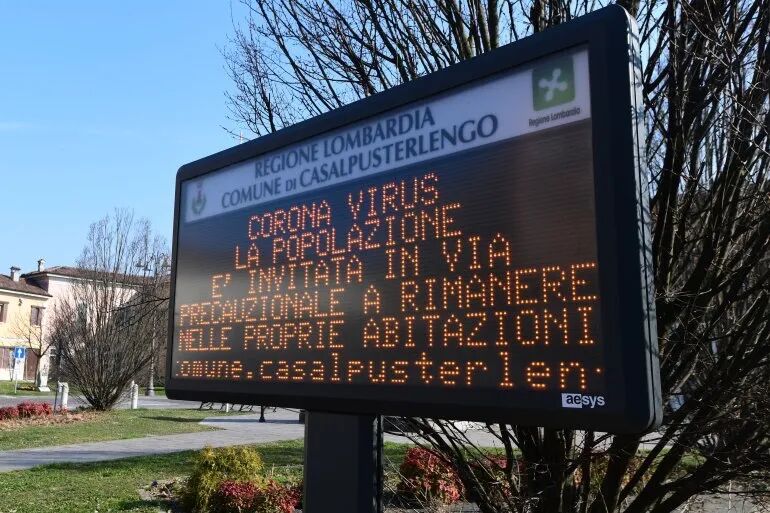 REGIONE LOMBARDIA
COMUNE DI CASALPUSTERLENGO
Regione Lombardia
CORONA VIRUS
LA POPOLAZIONE
E' INVITATA IN VIA
PRECAUZIONALE A RIMANERE
NELLE PROPRIE ABITAZIONI
omune.casalpusterlen
aesys